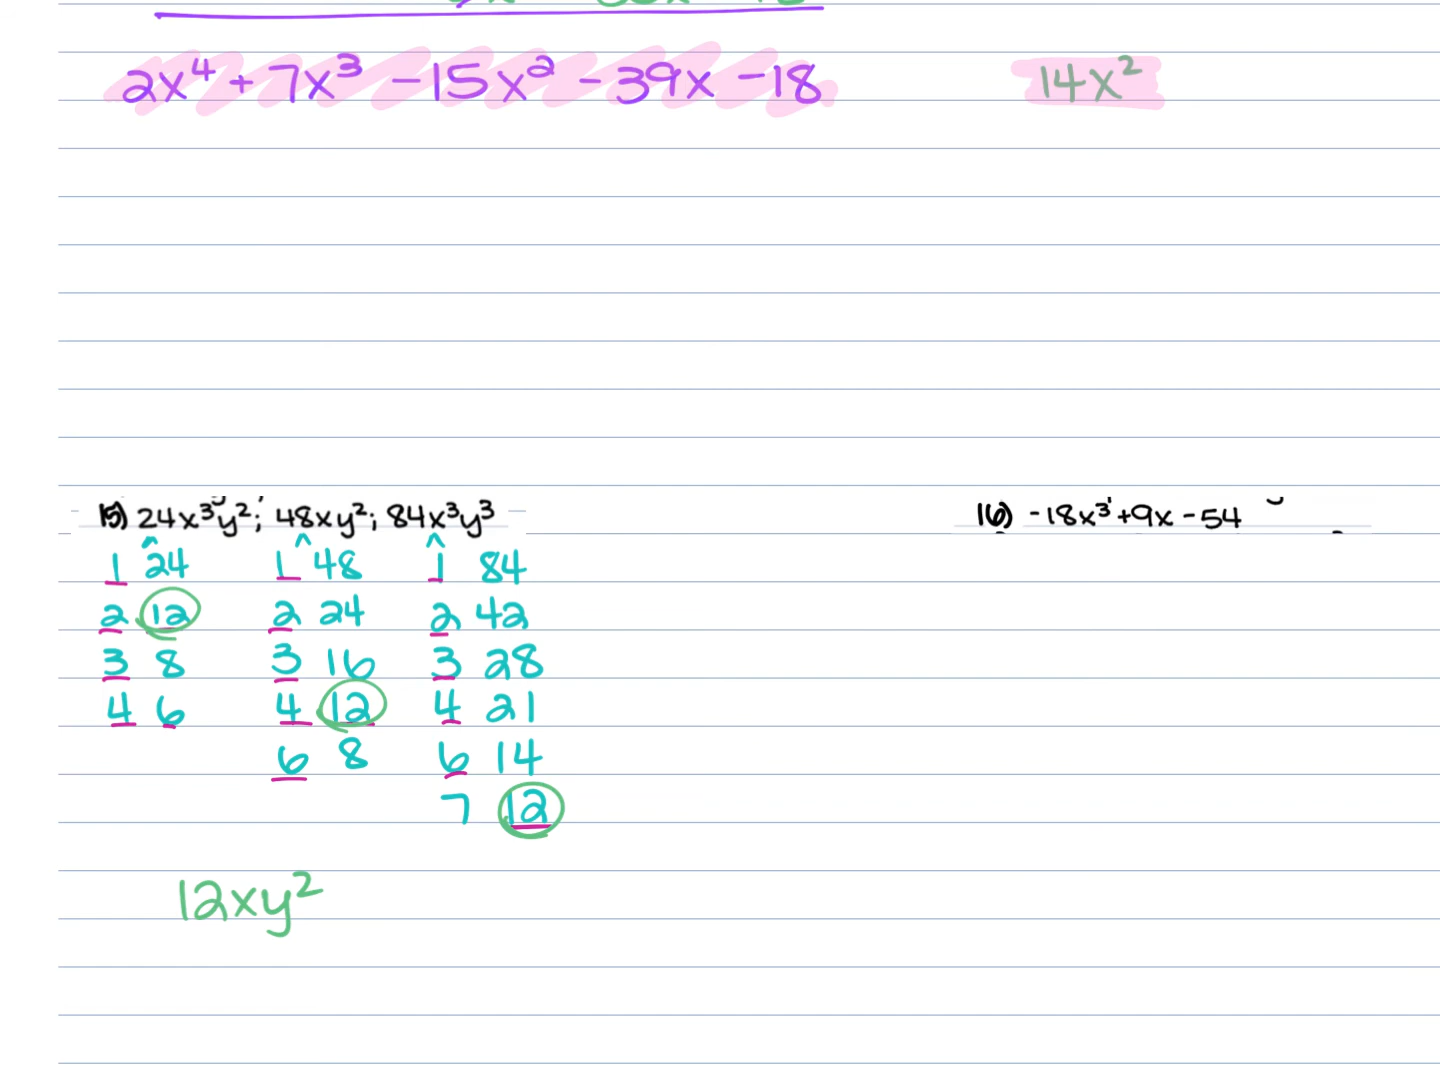 2x⁴ + 7x³ - 15x² - 39x - 18
14x²
15) 24x³y²; 48xy²; 84x³y³
16) -18x³+9x-54
1 24 1 48 1 84
2 12 2 24 2 42
3 8 3 16 3 28
4 6 4 12 4 21
6 8 6 14
7 12
12xy²